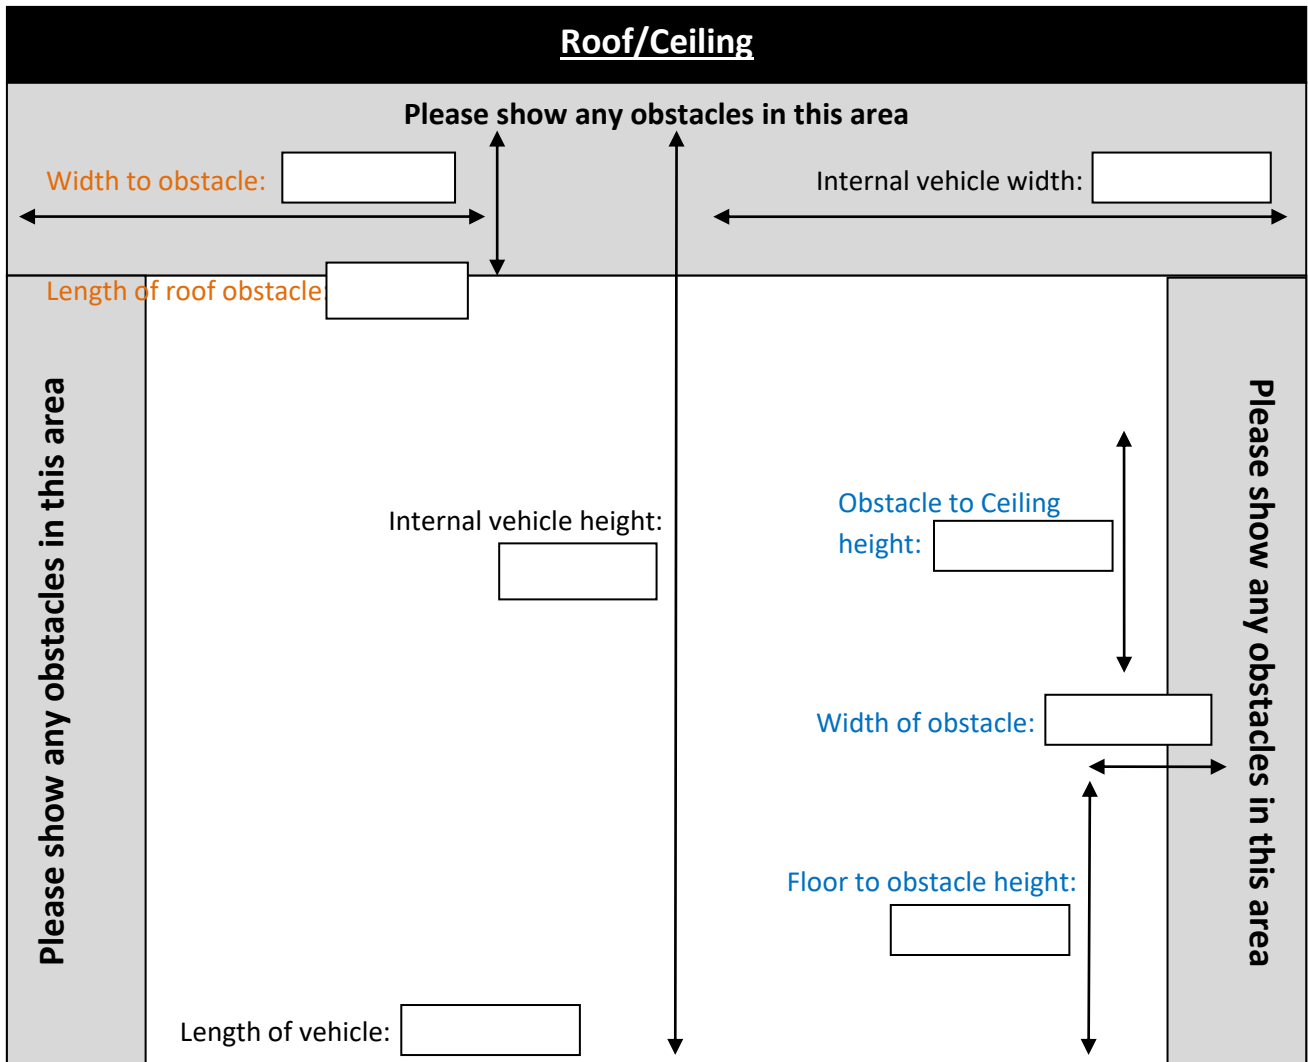 Roof/Ceiling
Please show any obstacles in this area
Width to obstacle:
Internal vehicle width:
Length of roof obstacle:
Please show any obstacles in this area
Please show any obstacles in this area
Obstacle to Ceiling
height:
Internal vehicle height:
Width of obstacle:
Floor to obstacle height:
Length of vehicle: